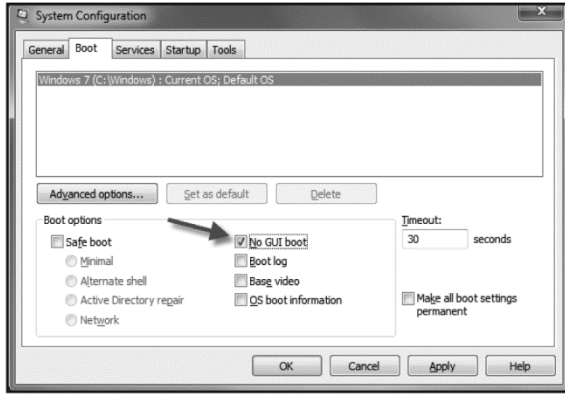 System Configuration
General Boot Services Startup Tools
Windows 7 (C:\Windows) : Current OS; Default OS
Advanced options... Set as default Delete
Boot options
Timeout:
Safe boot
No GUI boot
30 seconds
Minimal
Boot log
Alternate shell
Base video
Active Directory repair
OS boot information
Make all boot settings
permanent
Network
OK Cancel Apply Help